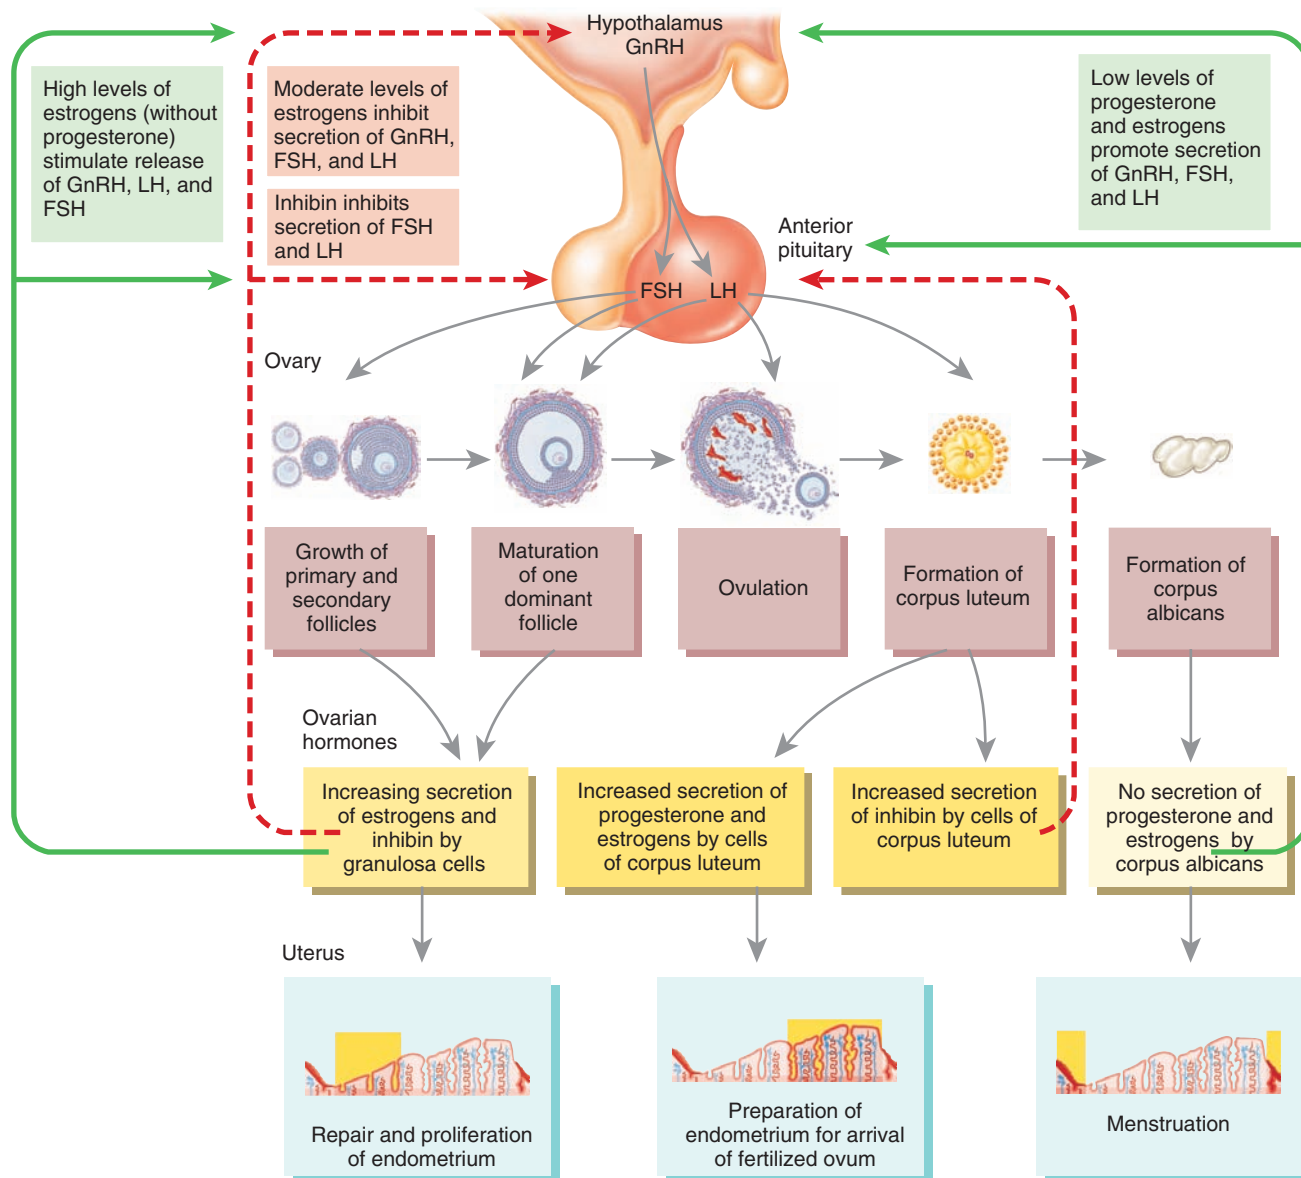 Hypothalamus
GnRH
High levels of
estrogens (without
progesterone)
stimulate release
of GnRH, LH, and
FSH
Moderate levels of
estrogens inhibit
secretion of GnRH,
FSH, and LH
Inhibin inhibits
secretion of FSH
and LH
Low levels of
progesterone
and estrogens
promote secretion
of GnRH, FSH,
and LH
Anterior
pituitary
FSH
LH
Ovary
Growth of
primary and
secondary
follicles
Maturation
of one
dominant
follicle
Ovulation
Formation of
corpus luteum
Formation of
corpus
albicans
Ovarian
hormones
Increasing secretion
of estrogens and
inhibin by
granulosa cells
Increased secretion of
progesterone and
estrogens by cells
of corpus luteum
Increased secretion
of inhibin by cells of
corpus luteum
No secretion of
progesterone and
estrogens by
corpus albicans
Uterus
Repair and proliferation
of endometrium
Preparation of
endometrium for arrival
of fertilized ovum
Menstruation